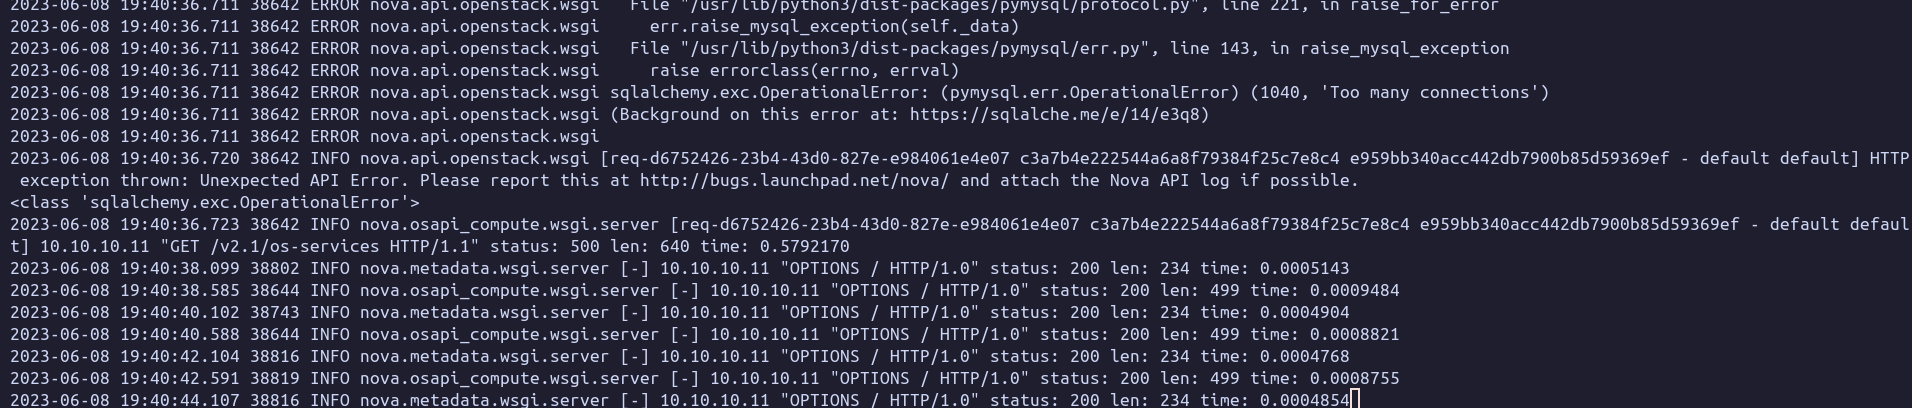 2023-06-08 19:40:36.711 38642 ERROR nova.api.openstack.wsgi   File "/usr/lib/python3/dist-packages/pymysql/protocol.py", line 221, in raise_for_error
2023-06-08 19:40:36.711 38642 ERROR nova.api.openstack.wsgi     err.raise_mysql_exception(self._data)
2023-06-08 19:40:36.711 38642 ERROR nova.api.openstack.wsgi   File "/usr/lib/python3/dist-packages/pymysql/err.py", line 143, in raise_mysql_exception
2023-06-08 19:40:36.711 38642 ERROR nova.api.openstack.wsgi     raise errorclass(errno, errval)
2023-06-08 19:40:36.711 38642 ERROR nova.api.openstack.wsgi sqlalchemy.exc.OperationalError: (pymysql.err.OperationalError) (1040, 'Too many connections')
2023-06-08 19:40:36.711 38642 ERROR nova.api.openstack.wsgi (Background on this error at: https://sqlalche.me/e/14/e3q8)
2023-06-08 19:40:36.711 38642 ERROR nova.api.openstack.wsgi
2023-06-08 19:40:36.720 38642 INFO nova.api.openstack.wsgi [req-d6752426-23b4-43d0-827e-e984061e4e07 c3a7b4e222544a6a8f79384f25c7e8c4 e959bb340acc442db7900b85d59369ef - default default] HTTP
 exception thrown: Unexpected API Error. Please report this at http://bugs.launchpad.net/nova/ and attach the Nova API log if possible.
<class 'sqlalchemy.exc.OperationalError'>
2023-06-08 19:40:36.723 38642 INFO nova.osapi_compute.wsgi.server [req-d6752426-23b4-43d0-827e-e984061e4e07 c3a7b4e222544a6a8f79384f25c7e8c4 e959bb340acc442db7900b85d59369ef - default defaul
t] 10.10.10.11 "GET /v2.1/os-services HTTP/1.1" status: 500 len: 640 time: 0.5792170
2023-06-08 19:40:38.099 38802 INFO nova.metadata.wsgi.server [-] 10.10.10.11 "OPTIONS / HTTP/1.0" status: 200 len: 234 time: 0.0005143
2023-06-08 19:40:38.585 38644 INFO nova.osapi_compute.wsgi.server [-] 10.10.10.11 "OPTIONS / HTTP/1.0" status: 200 len: 499 time: 0.0009484
2023-06-08 19:40:40.102 38743 INFO nova.metadata.wsgi.server [-] 10.10.10.11 "OPTIONS / HTTP/1.0" status: 200 len: 234 time: 0.0004904
2023-06-08 19:40:40.588 38644 INFO nova.osapi_compute.wsgi.server [-] 10.10.10.11 "OPTIONS / HTTP/1.0" status: 200 len: 499 time: 0.0008821
2023-06-08 19:40:42.104 38816 INFO nova.metadata.wsgi.server [-] 10.10.10.11 "OPTIONS / HTTP/1.0" status: 200 len: 234 time: 0.0004768
2023-06-08 19:40:42.591 38819 INFO nova.osapi_compute.wsgi.server [-] 10.10.10.11 "OPTIONS / HTTP/1.0" status: 200 len: 499 time: 0.0008755
2023-06-08 19:40:44.107 38816 INFO nova.metadata.wsgi.server [-] 10.10.10.11 "OPTIONS / HTTP/1.0" status: 200 len: 234 time: 0.0004854